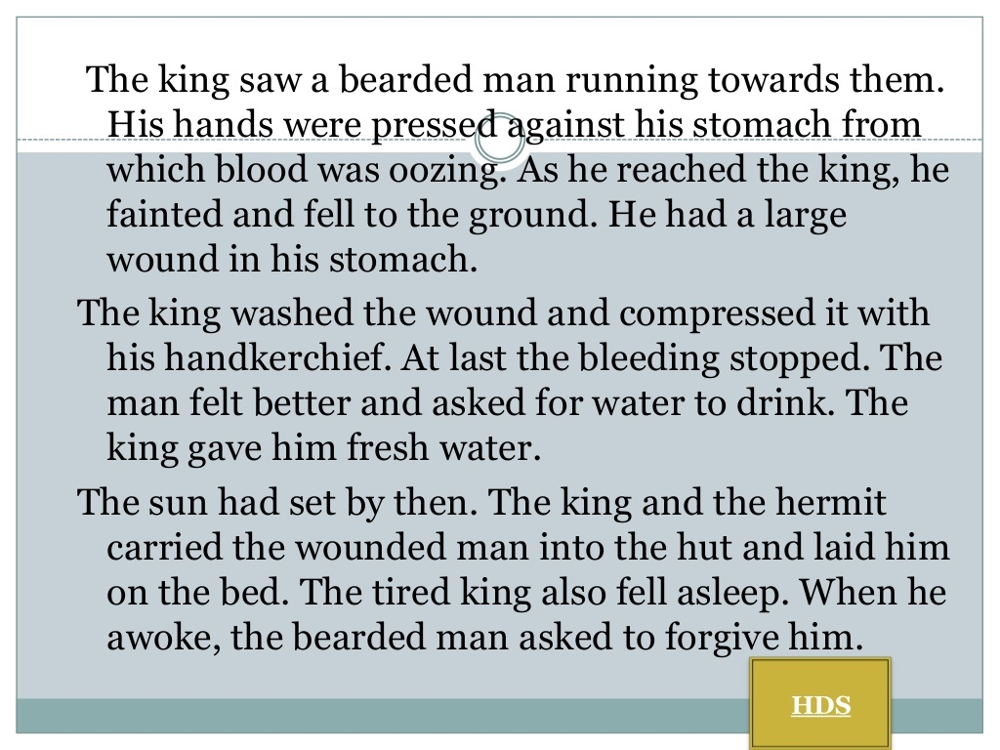 The king saw a bearded man running towards them.
His hands were pressed against his stomach from
which blood was oozing. As he reached the king, he
fainted and fell to the ground. He had a large
wound in his stomach.
The king washed the wound and compressed it with
his handkerchief. At last the bleeding stopped. The
man felt better and asked for water to drink. The
king gave him fresh water.
The sun had set by then. The king and the hermit
carried the wounded man into the hut and laid him
on the bed. The tired king also fell asleep. When he
awoke, the bearded man asked to forgive him.
HDS